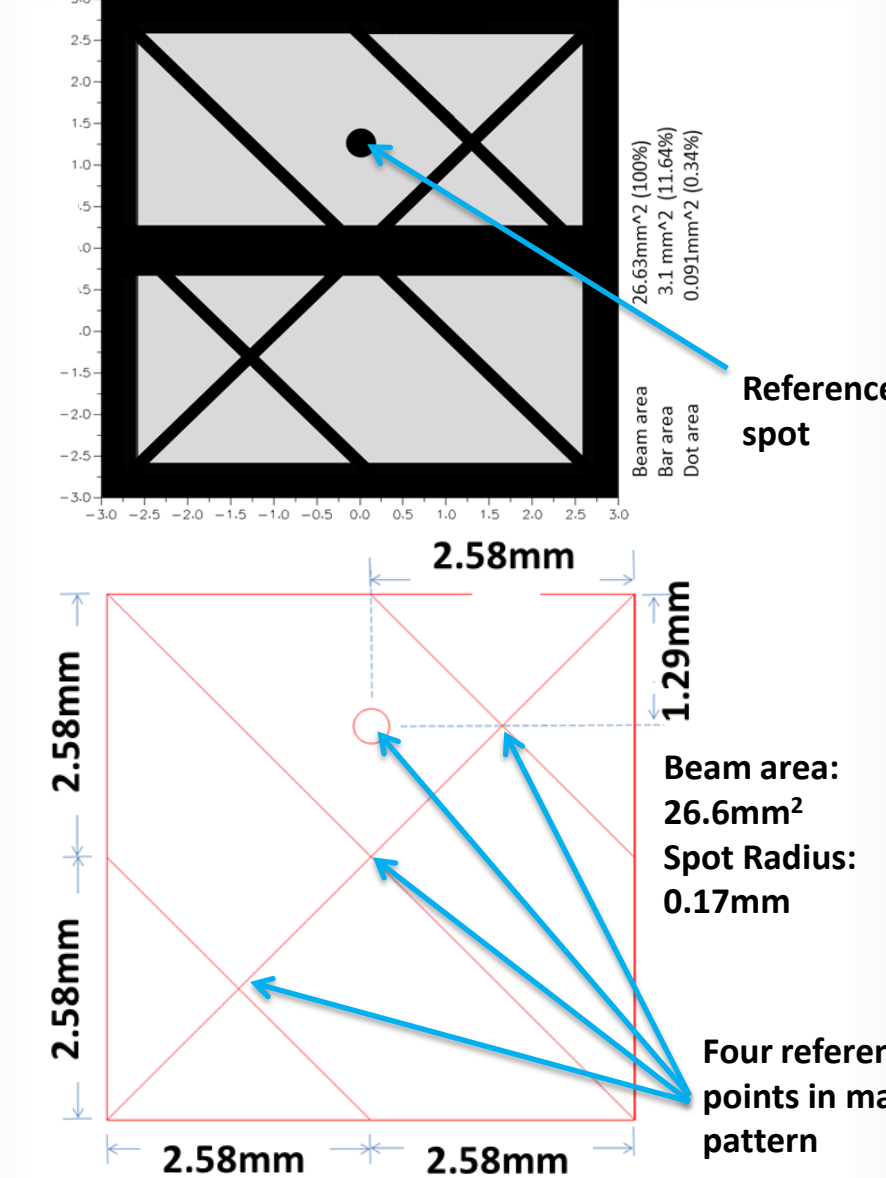 2.5
2.0
1.5
1.0
.5
.0
.5
.0
−1.5
−2.0
−2.5
−3.0
−3.0 −2.5 −2.0 −1.5 −1.0 −0.5 0.0 0.5 1.0 1.5 2.0 2.5 3.0
Beam area 26.63mm^2 (100%)
Bar area 3.1 mm^2 (11.64%)
Dot area 0.091mm^2 (0.34%)
Reference
spot
2.58mm
1.29mm
2.58mm
2.58mm
Beam area:
26.6mm²
Spot Radius:
0.17mm
Four referen
points in ma
pattern
2.58mm 2.58mm